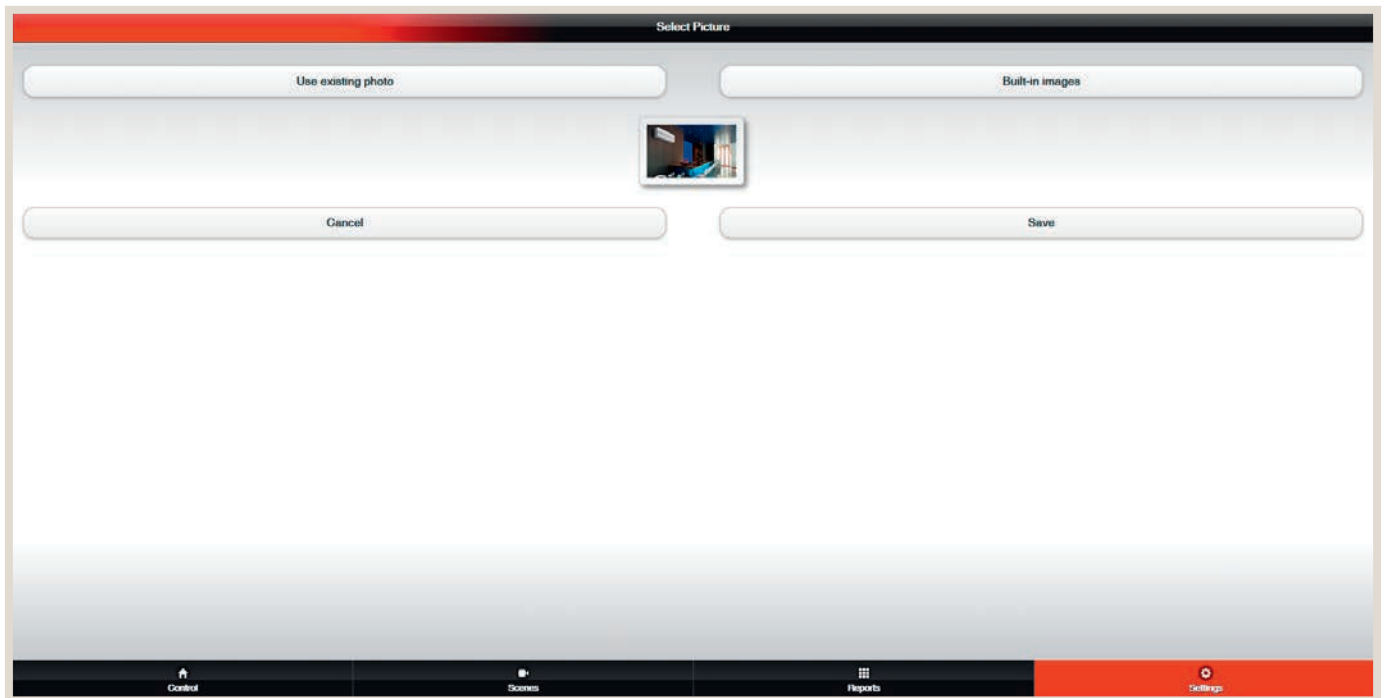 Select Picture
Use existing photo
Built-in images
Cancel
Save
Control
Scenes
Reports
Settings